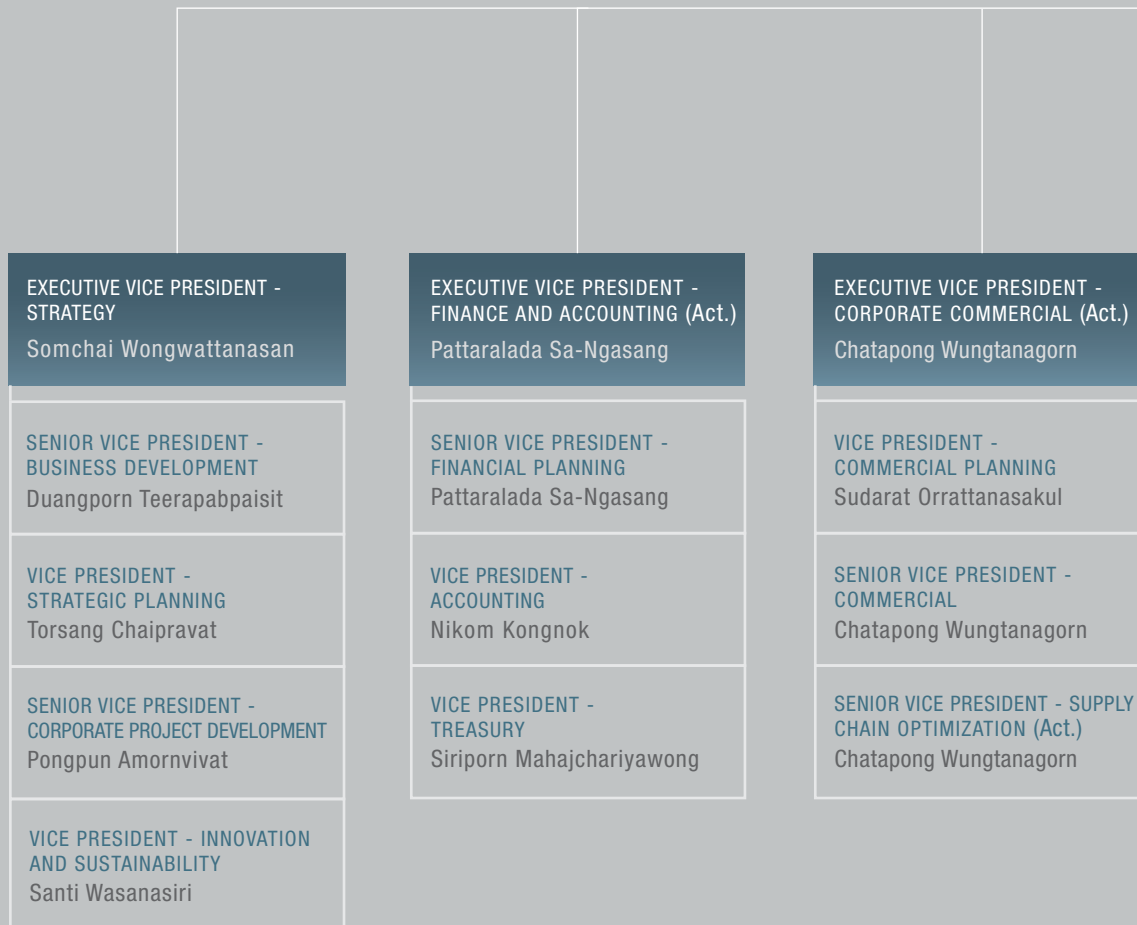 EXECUTIVE VICE PRESIDENT -
STRATEGY
Somchai Wongwattanasan
SENIOR VICE PRESIDENT -
BUSINESS DEVELOPMENT
Duangporn Teerapabpaisit
VICE PRESIDENT -
STRATEGIC PLANNING
Torsang Chaipravat
SENIOR VICE PRESIDENT -
CORPORATE PROJECT DEVELOPMENT
Pongpun Amornvivat
VICE PRESIDENT - INNOVATION
AND SUSTAINABILITY
Santi Wasanasiri
EXECUTIVE VICE PRESIDENT -
FINANCE AND ACCOUNTING (Act.)
Pattaralada Sa-Ngasang
SENIOR VICE PRESIDENT -
FINANCIAL PLANNING
Pattaralada Sa-Ngasang
VICE PRESIDENT -
ACCOUNTING
Nikom Kongnok
VICE PRESIDENT -
TREASURY
Siriporn Mahajchariyawong
EXECUTIVE VICE PRESIDENT -
CORPORATE COMMERCIAL (Act.)
Chatapong Wungtanagorn
VICE PRESIDENT -
COMMERCIAL PLANNING
Sudarat Orrattanasakul
SENIOR VICE PRESIDENT -
COMMERCIAL
Chatapong Wungtanagorn
SENIOR VICE PRESIDENT - SUPPLY
CHAIN OPTIMIZATION (Act.)
Chatapong Wungtanagorn